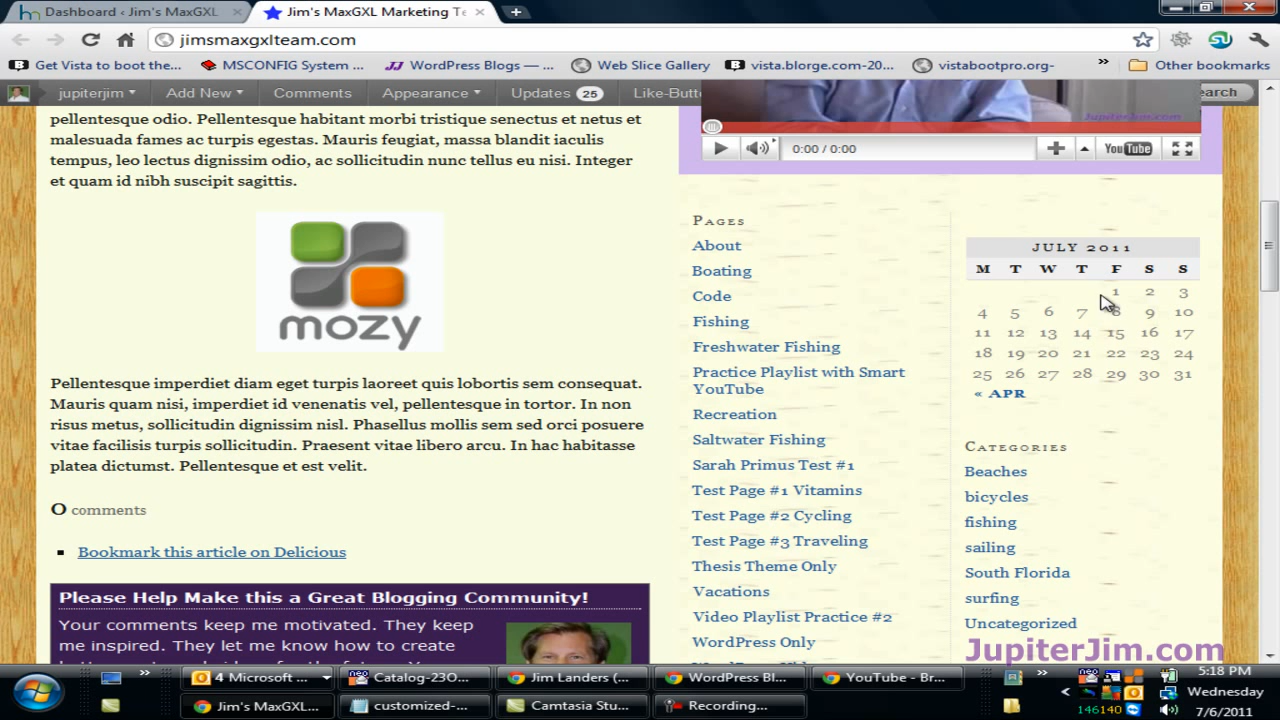 Dashboard ‹ Jim's MaxGXL
Jim's MaxGXL Marketing Te
jimsmaxgxlteam.com
Get Vista to boot the...
MSCONFIG System ...
WordPress Blogs — ...
Web Slice Gallery
vista.blorge.com-20...
vistabootpro.org-
»
Other bookmarks
jupiterjim
Add New
Comments
Appearance
Updates 25
Like-Butt
earch
pellentesque odio. Pellentesque habitant morbi tristique senectus et netus et
malesuada fames ac turpis egestas. Mauris feugiat, massa blandit iaculis
tempus, leo lectus dignissim odio, ac sollicitudin nunc tellus eu nisi. Integer
et quam id nibh suscipit sagittis.
mozy
Pellentesque imperdiet diam eget turpis laoreet quis lobortis sem consequat.
Mauris quam nisi, imperdiet id venenatis vel, pellentesque in tortor. In non
risus metus, sollicitudin dignissim nisl. Phasellus mollis sem sed orci posuere
vitae facilisis turpis sollicitudin. Praesent vitae libero arcu. In hac habitasse
platea dictumst. Pellentesque et est velit.
0 comments
Bookmark this article on Delicious
Please Help Make this a Great Blogging Community!
Your comments keep me motivated. They keep
me inspired. They let me know how to create
JupiterJim.com
0:00 / 0:00
YouTube
Pages
About
Boating
Code
Fishing
Freshwater Fishing
Practice Playlist with Smart
YouTube
Recreation
Saltwater Fishing
Sarah Primus Test #1
Test Page #1 Vitamins
Test Page #2 Cycling
Test Page #3 Traveling
Thesis Theme Only
Vacations
Video Playlist Practice #2
WordPress Only
JULY 2011
M T W T F S S
1 2 3
4 5 6 7 8 9 10
11 12 13 14 15 16 17
18 19 20 21 22 23 24
25 26 27 28 29 30 31
« APR
Categories
Beaches
bicycles
fishing
sailing
South Florida
surfing
Uncategorized
JupiterJim.com
»
4 Microsoft ...
Catalog-23O...
Jim Landers (...
WordPress Bl...
YouTube - Br...
»
5:18 PM
Jim's MaxGXL...
customized-...
Camtasia Stu...
Recording...
Wednesday
146 140
7/6/2011